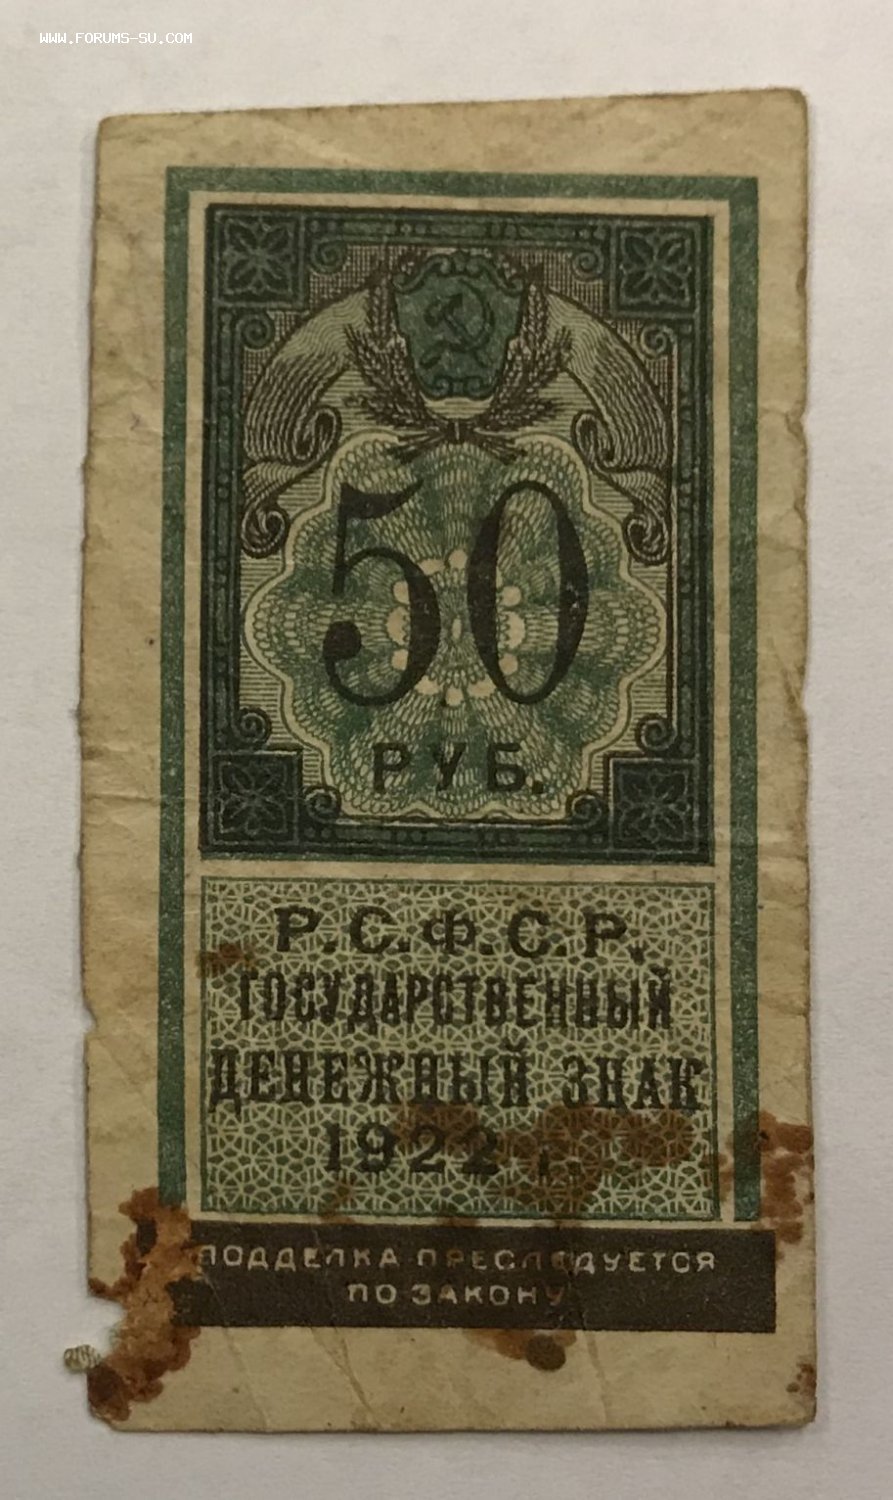 WWW.FORUMS-SU.COM
50
РУБ.
Р.С.Ф.С.Р.
ГОСУДАРСТВЕННЫЙ
ДЕНЕЖНЫЙ ЗНАК
1922 г.
ПОДДЕЛКА ПРЕСЛЕДУЕТСЯ
ПО ЗАКОНУ